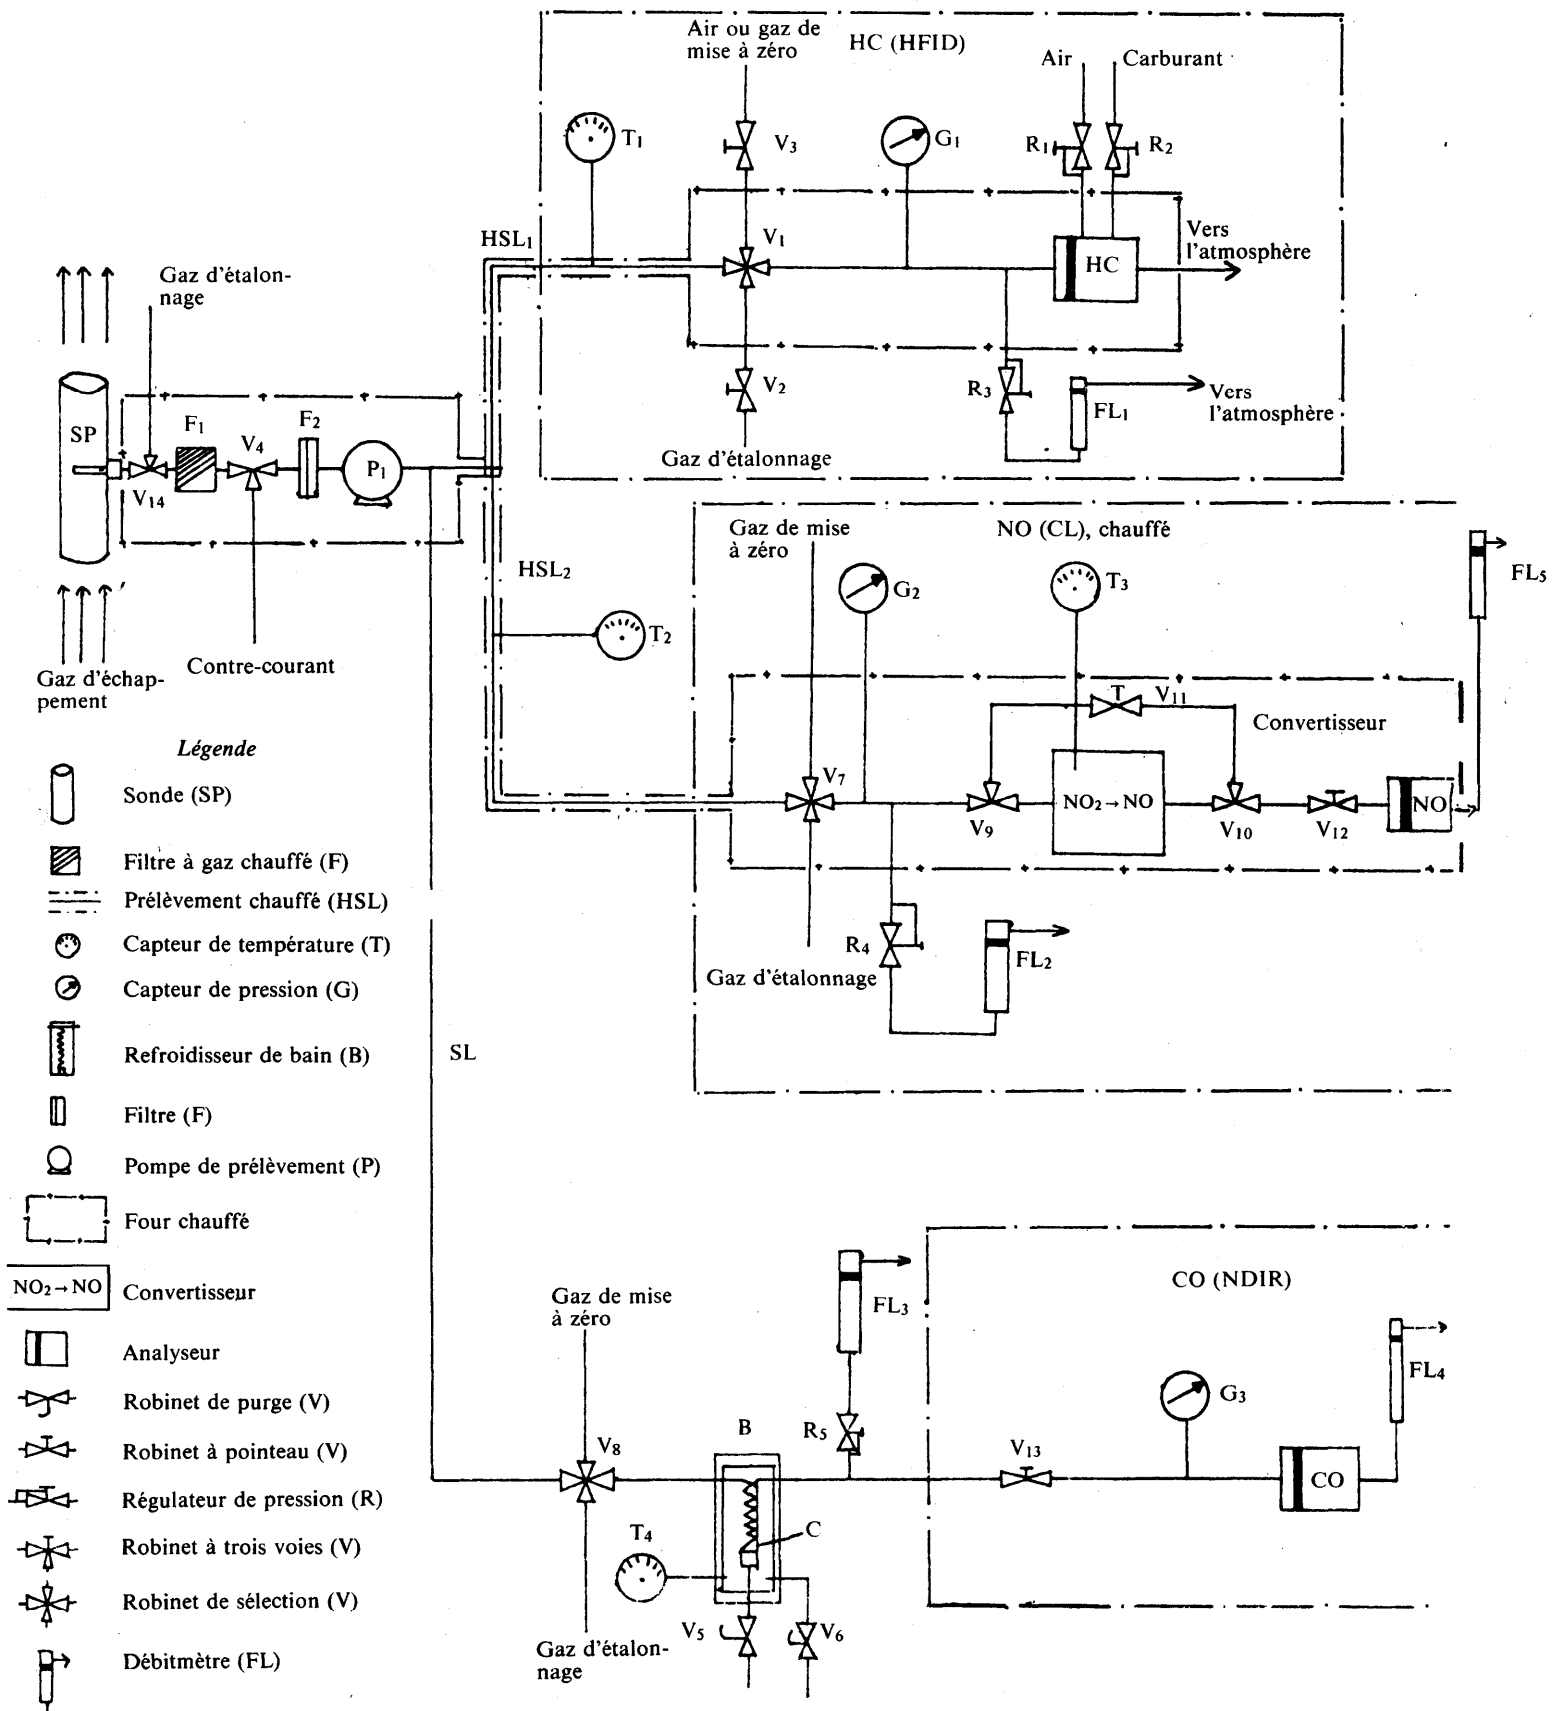 Air ou gaz de
mise à zéro
HC (HFID)
Air
Carburant
T1
V3
G1
R1
R2
HSL1
V1
HC
Vers
l'atmosphère
Gaz d'étalon-
nage
V2
R3
FL1
Vers
l'atmosphère
Gaz d'étalonnage
SP
F1
V4
F2
P1
V14
Contre-courant
Gaz d'échap-
pement
HSL2
T2
Gaz de mise
à zéro
NO (CL), chauffé
G2
T3
FL5
T
V11
Convertisseur
V7
V9
NO2→NO
V10
V12
NO
R4
FL2
Gaz d'étalonnage
SL
Légende
Sonde (SP)
Filtre à gaz chauffé (F)
Prélèvement chauffé (HSL)
Capteur de température (T)
Capteur de pression (G)
Refroidisseur de bain (B)
Filtre (F)
Pompe de prélèvement (P)
Four chauffé
NO2→NO
Convertisseur
Analyseur
Robinet de purge (V)
Robinet à pointeau (V)
Régulateur de pression (R)
Robinet à trois voies (V)
Robinet de sélection (V)
Débitmètre (FL)
Gaz de mise
à zéro
FL3
CO (NDIR)
FL4
G3
V8
B
R5
V13
CO
T4
C
V5
V6
Gaz d'étalon-
nage